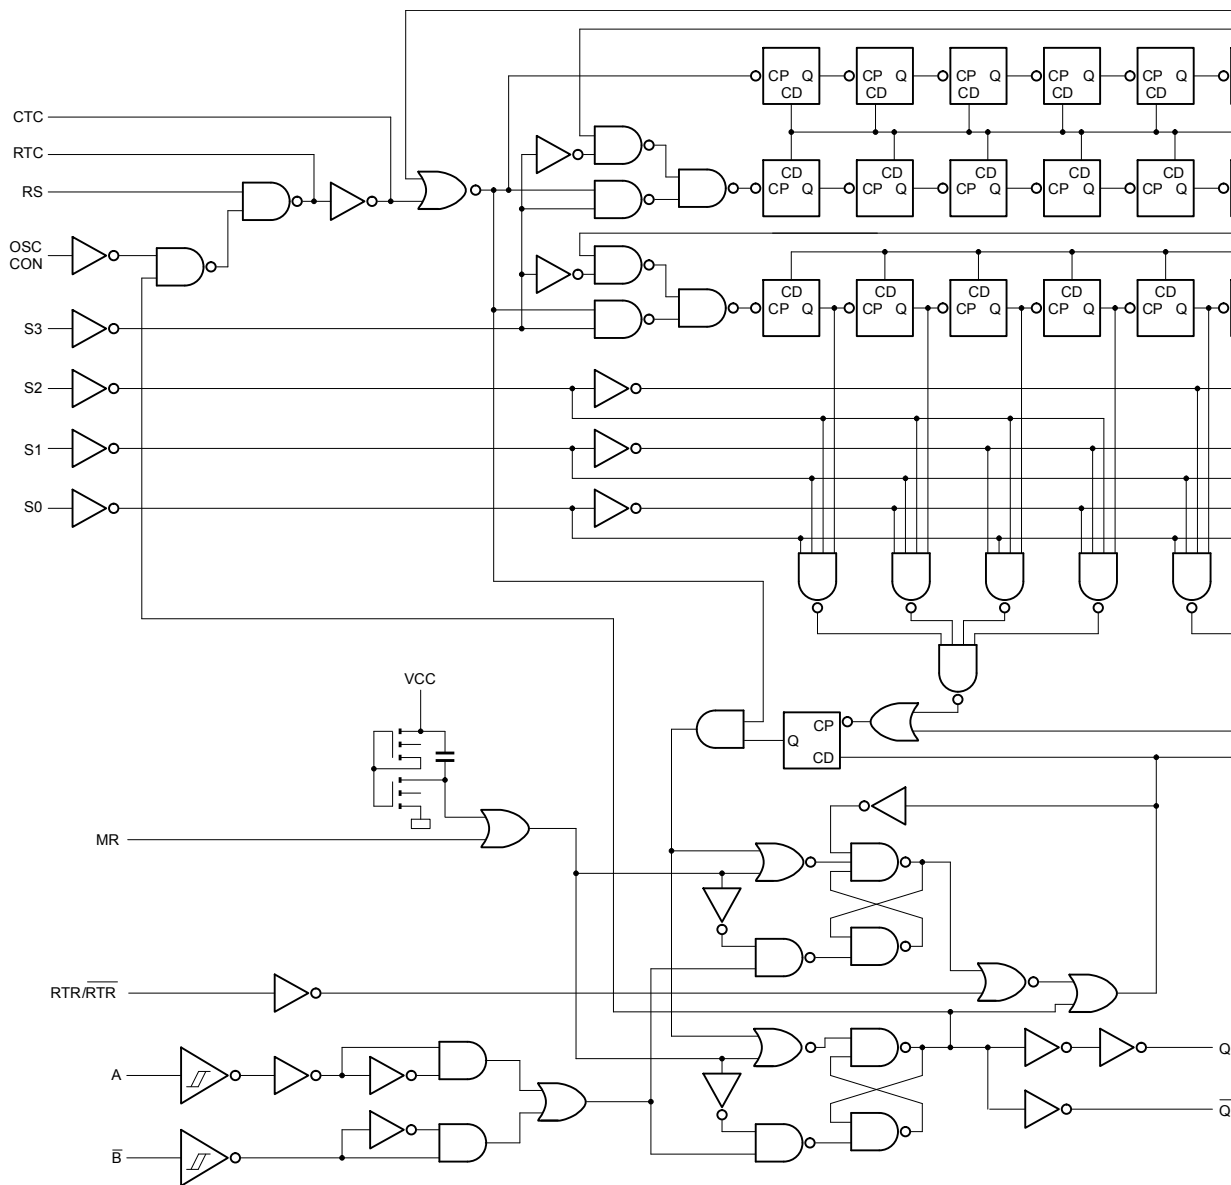 CP Q CP Q CP Q CP Q CP Q
CD CD CD CD CD
CTC
RTC
RS
CD CD CD CD CD
CP Q CP Q CP Q CP Q CP Q
OSC
CON
CD CD CD CD CD
CP Q CP Q CP Q CP Q CP Q
S3
S2
S1
S0
VCC
CP
Q
CD
MR
RTR/R̅T̅R̅
Q
A
Q̅
B̅